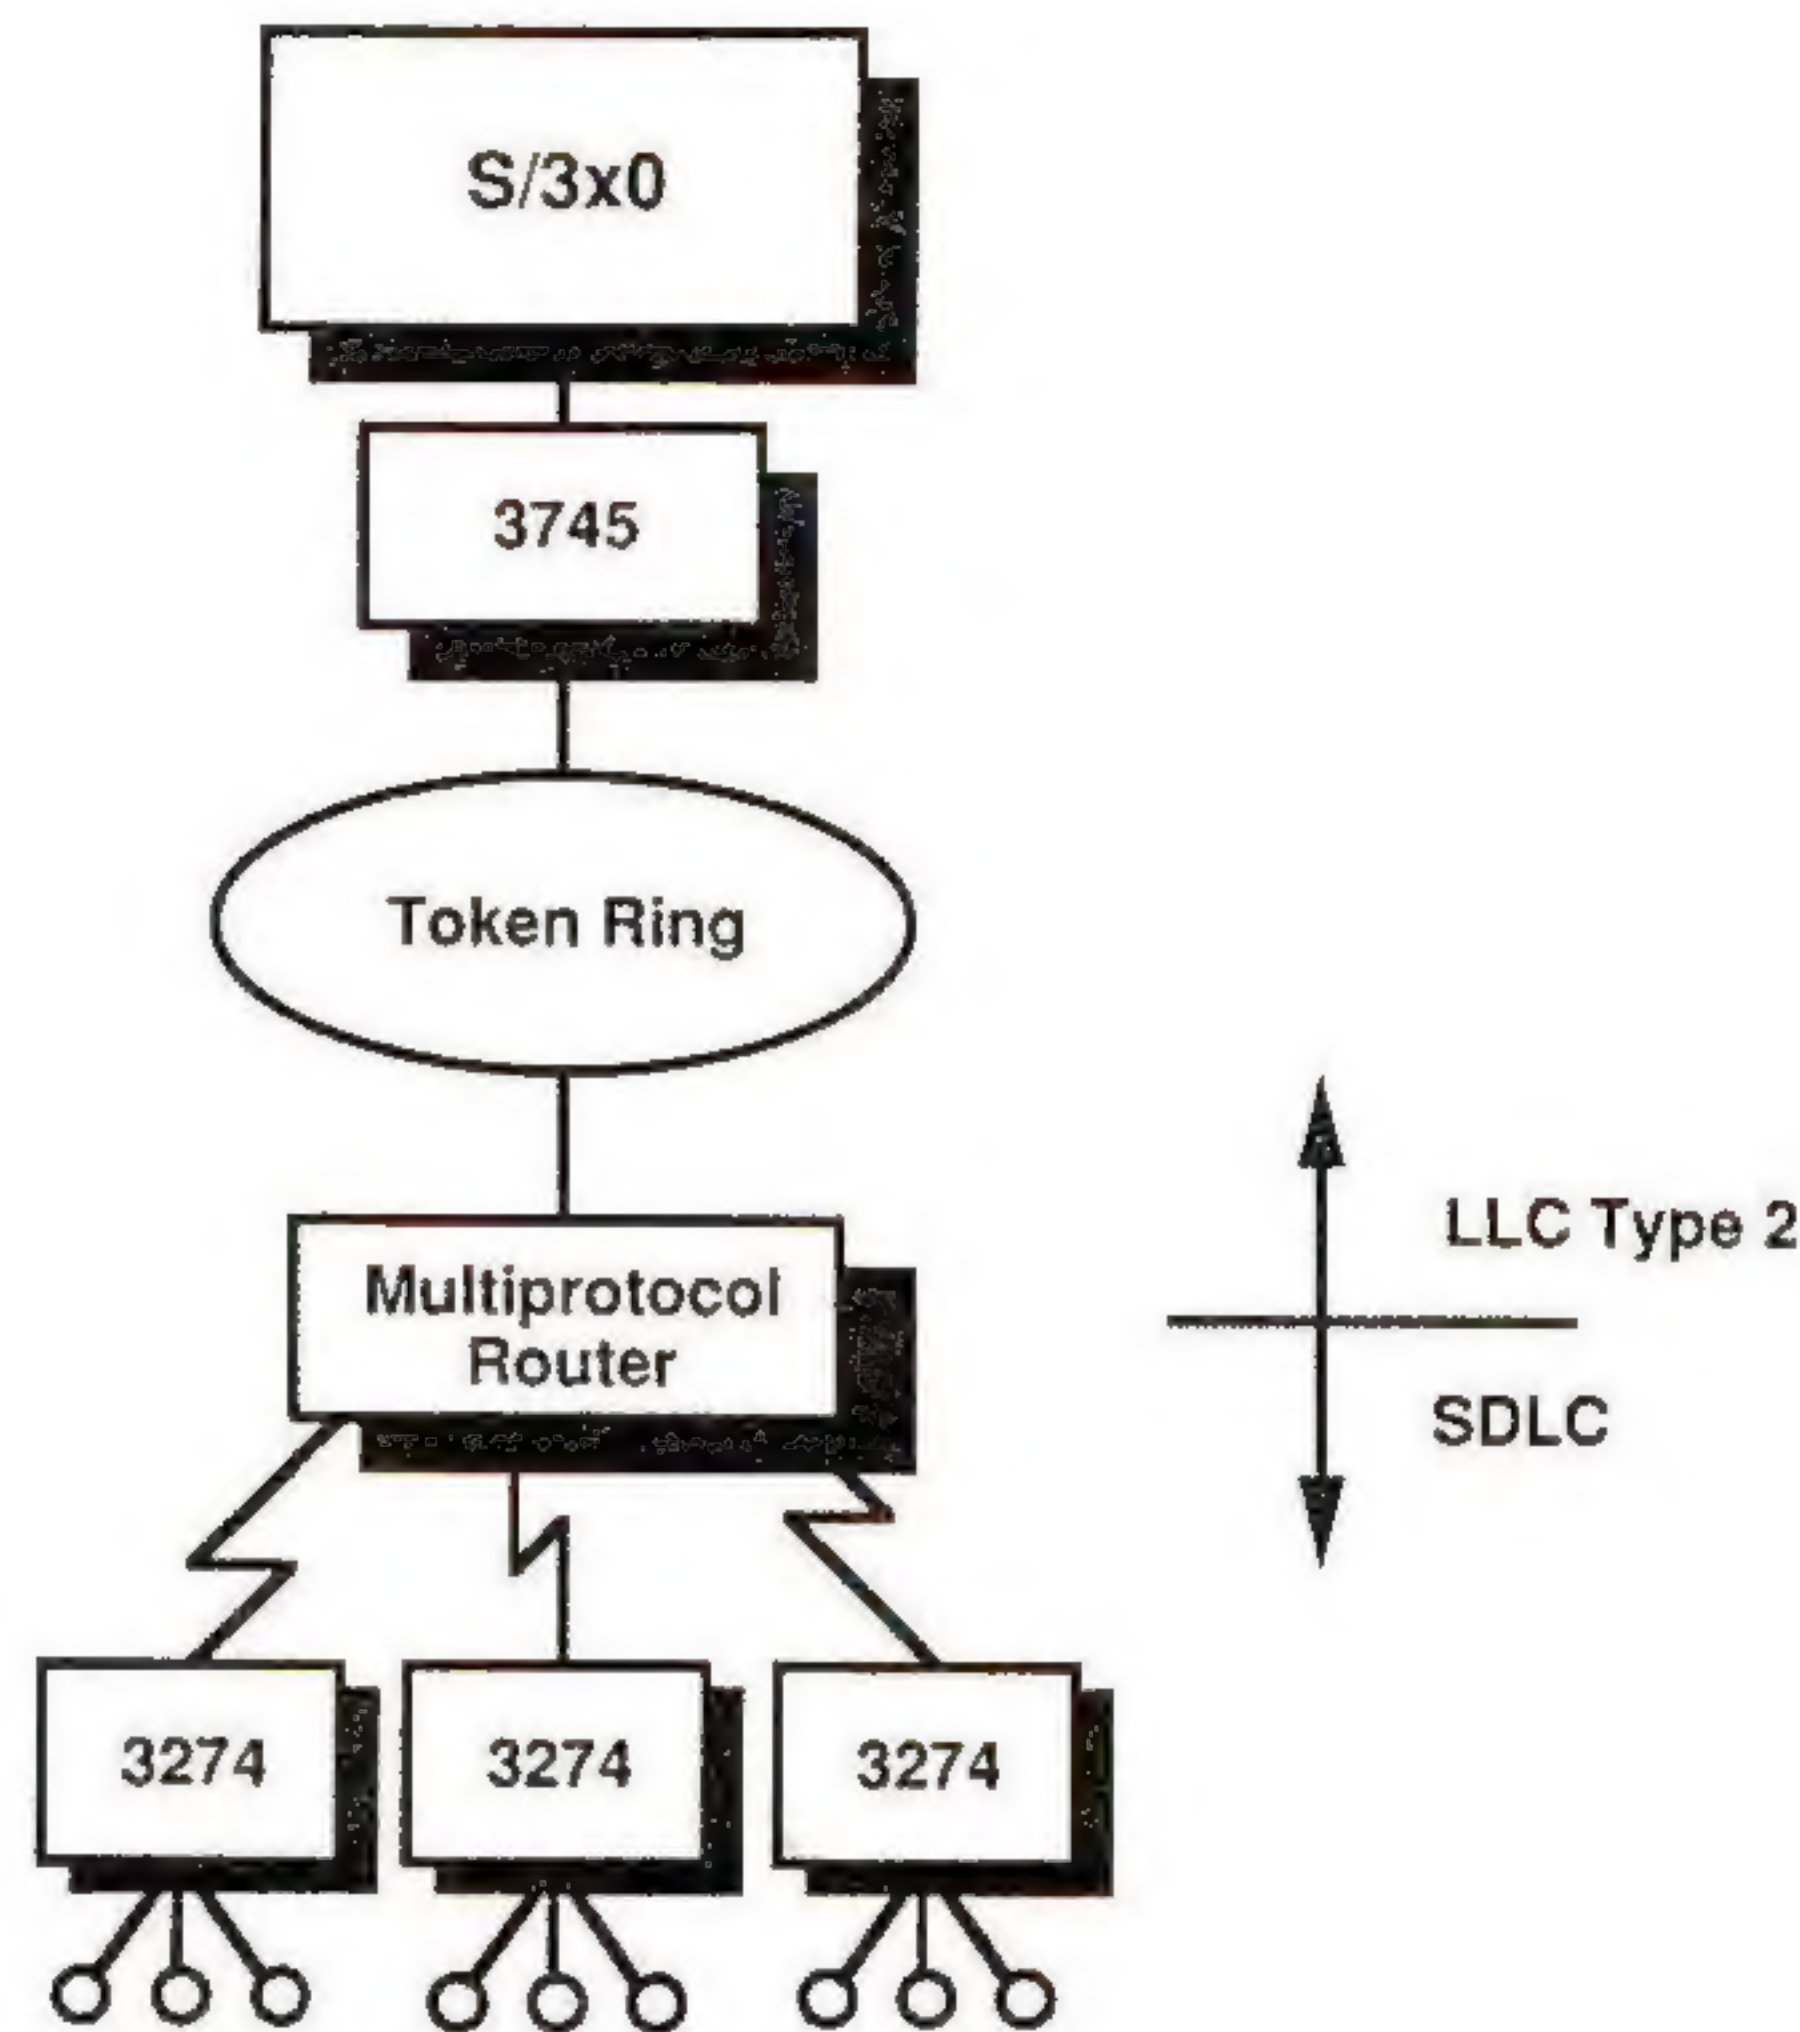 S/3x0
3745
Token Ring
Multiprotocol
Router
LLC Type 2
SDLC
3274
3274
3274